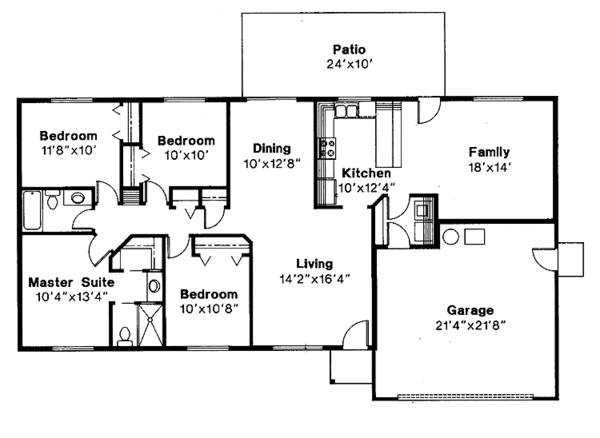 Patio
24'x10'
Bedroom
11'8"x10'
Bedroom
10'x10'
Dining
10'x12'8"
Kitchen
10'x12'4"
Family
18'x14'
Master Suite
10'4"x13'4"
Bedroom
10'x10'8"
Living
14'2"x16'4"
Garage
21'4"x21'8"